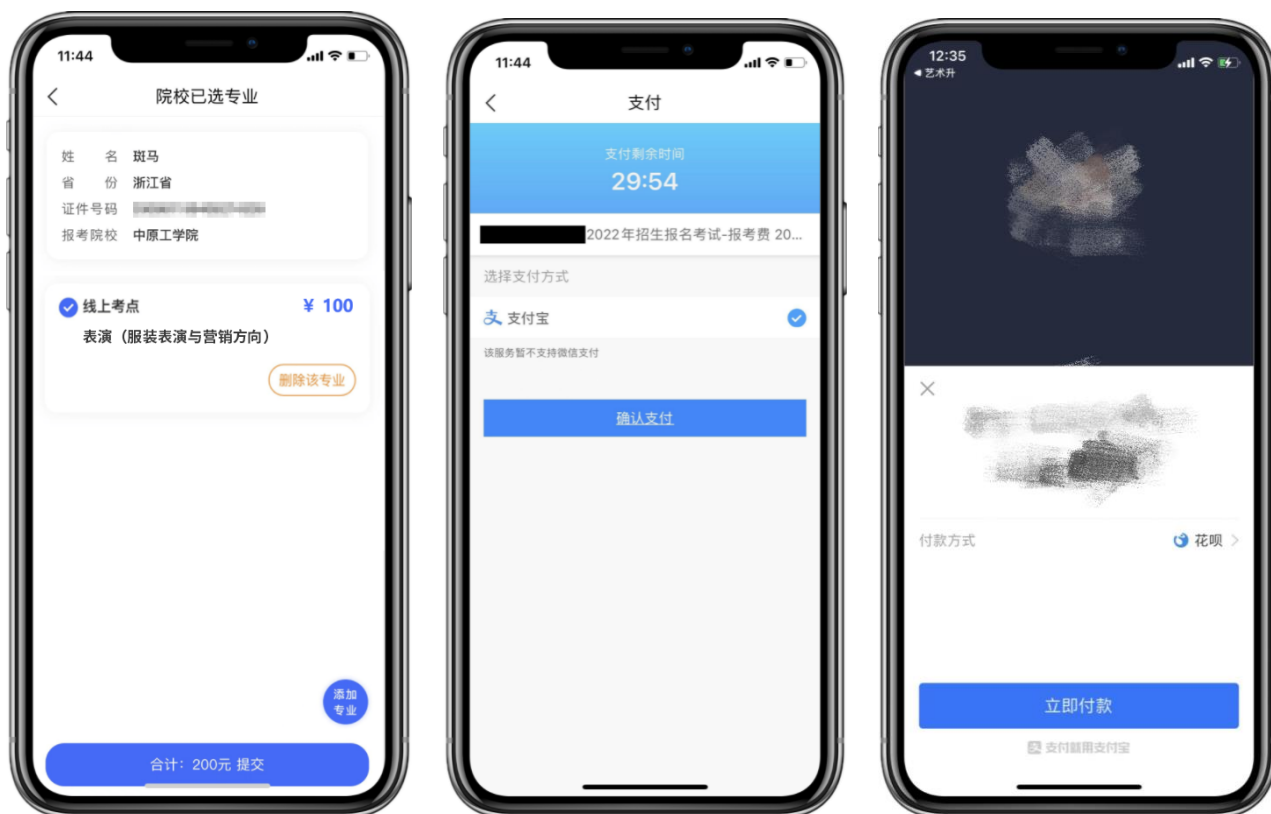 11:44
院校已选专业
姓 名 斑马
省 份 浙江省
证件号码
报考院校 中原工学院
线上考点 ¥ 100
表演（服装表演与营销方向）
删除该专业
添加
专业
合计：200元 提交
11:44
支付
支付剩余时间
29:54
2022年招生报名考试-报考费 20...
选择支付方式
支 支付宝
该服务暂不支持微信支付
确认支付
12:35
艺术升
付款方式 花呗
立即付款
支 支付就用支付宝